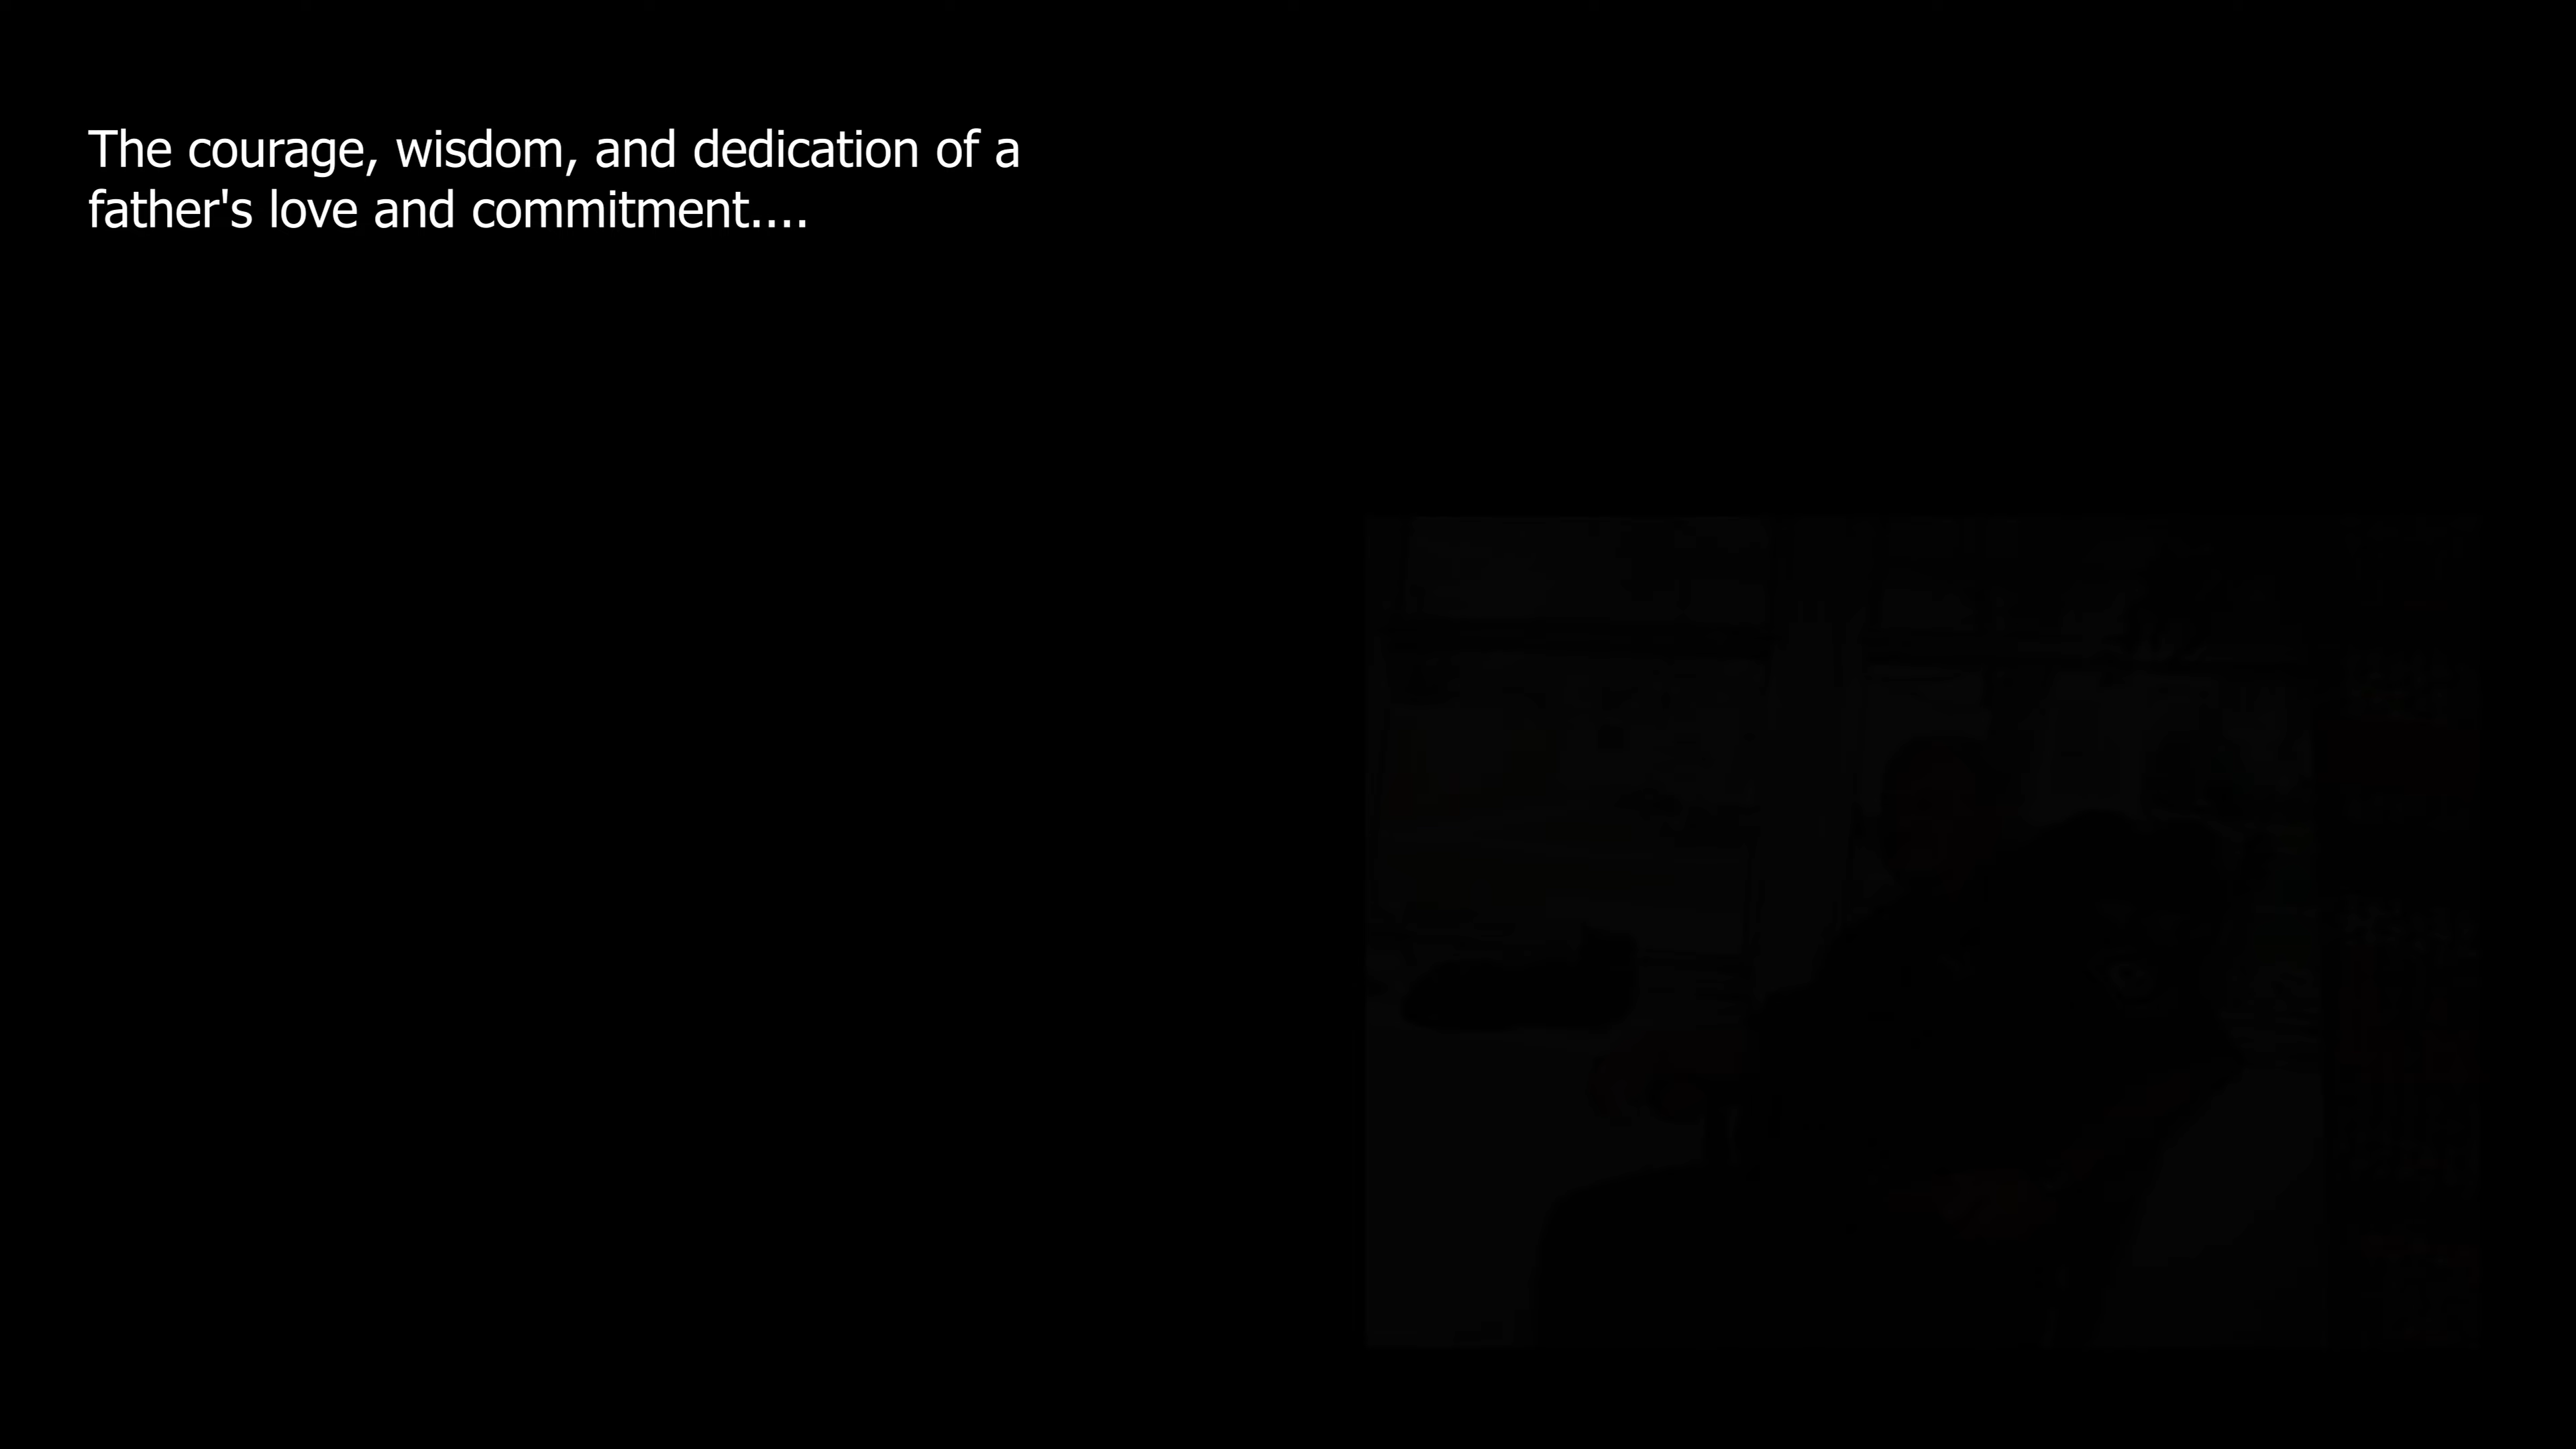 The courage, wisdom, and dedication of a
father's love and commitment....